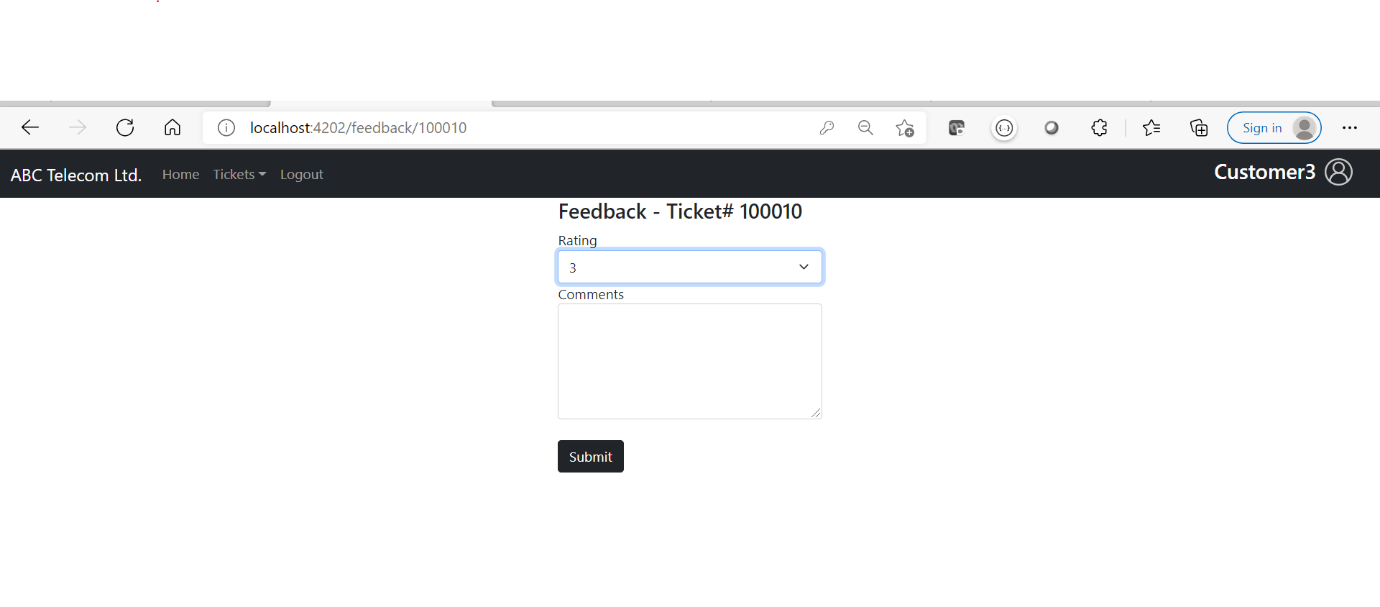 localhost:4202/feedback/100010
Sign in
ABC Telecom Ltd. Home Tickets Logout Customer3
Feedback - Ticket# 100010
Rating
3
Comments
Submit